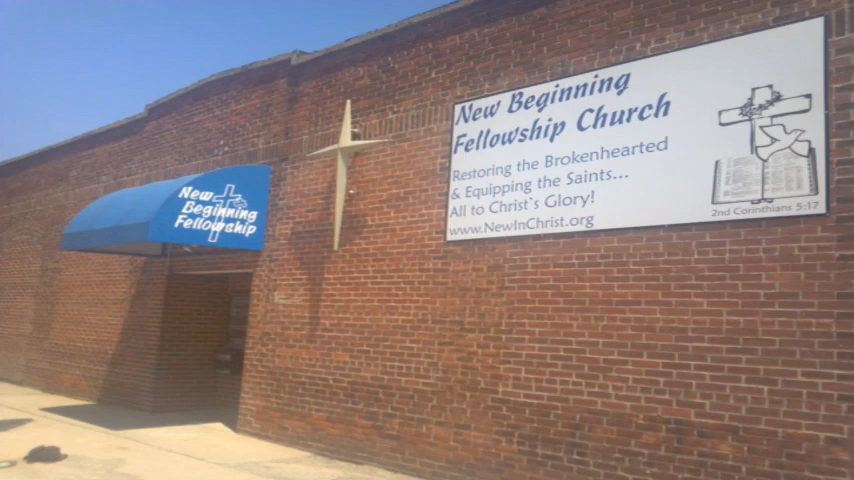 New
Beginning
Fellowship
New Beginning
Fellowship Church
Restoring the Brokenhearted
& Equipping the Saints...
All to Christ's Glory!
www.NewInChrist.org
2nd Corinthians 5:17